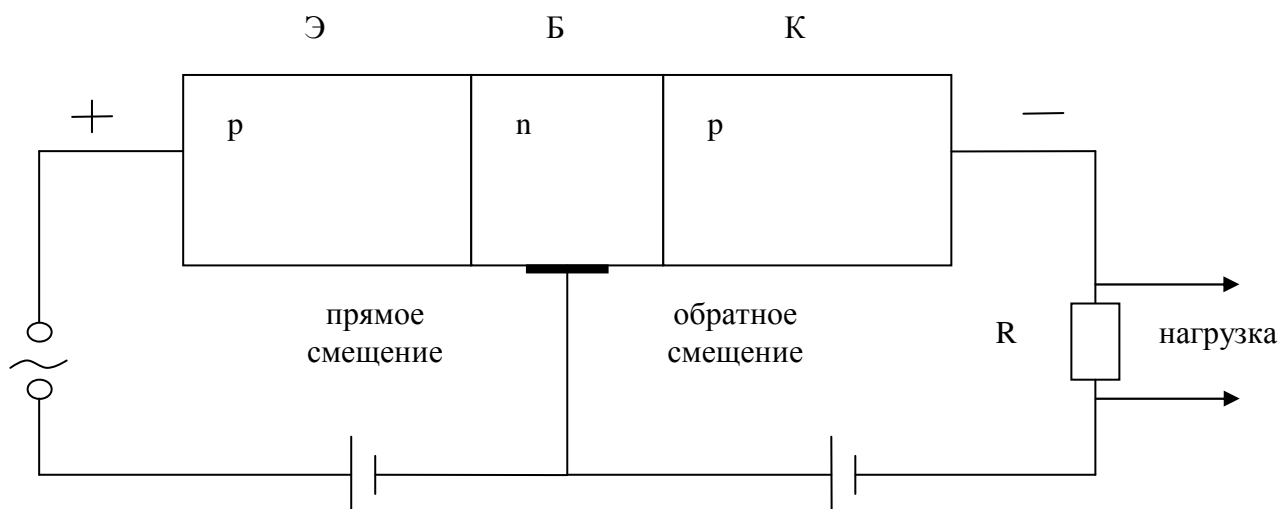 Э Б К
+ p n p —
прямое смещение
обратное смещение
R нагрузка
~